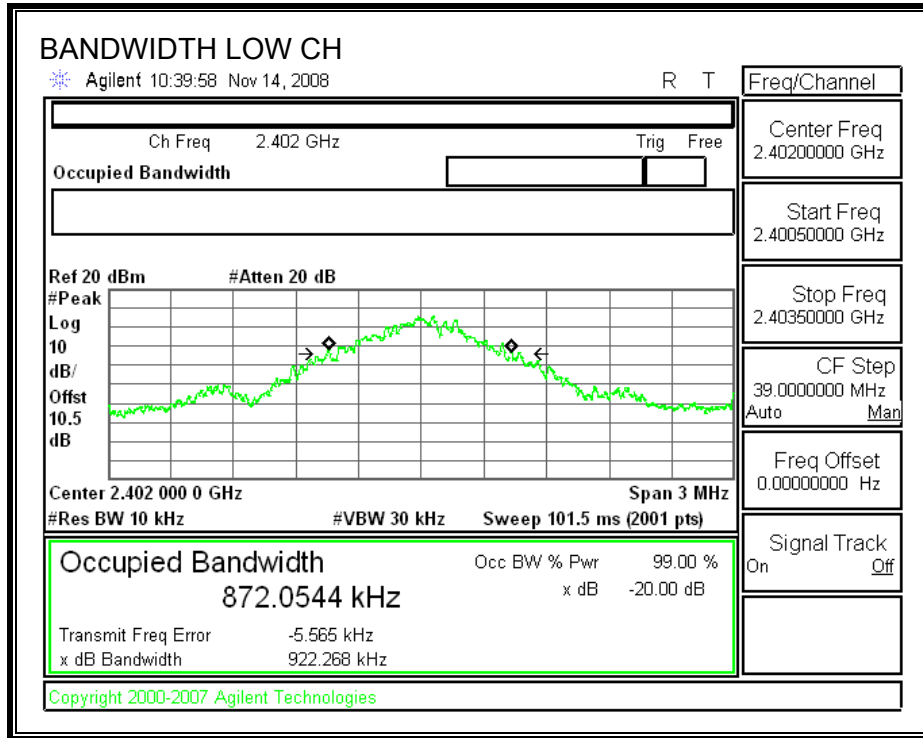 BANDWIDTH LOW CH
Agilent 10:39:58 Nov 14, 2008 R T
Ch Freq 2.402 GHz Trig Free
Occupied Bandwidth
Ref 20 dBm #Atten 20 dB
#Peak
Log
10
dB/
Offst
10.5
dB
Center 2.402 000 0 GHz Span 3 MHz
#Res BW 10 kHz #VBW 30 kHz Sweep 101.5 ms (2001 pts)
Occupied Bandwidth Occ BW % Pwr 99.00 %
872.0544 kHz x dB -20.00 dB
Transmit Freq Error -5.565 kHz
x dB Bandwidth 922.268 kHz
Copyright 2000-2007 Agilent Technologies
Freq/Channel
Center Freq
2.40200000 GHz
Start Freq
2.40050000 GHz
Stop Freq
2.40350000 GHz
CF Step
39.0000000 MHz
Auto Man
Freq Offset
0.00000000 Hz
Signal Track
On Off